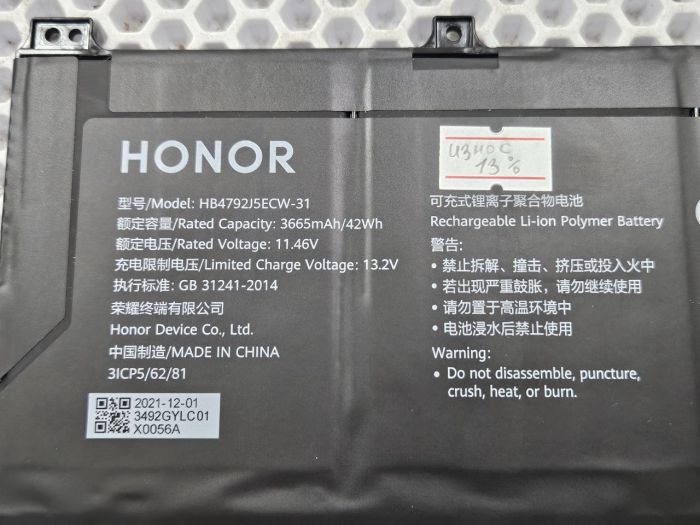 HONOR
型号/Model: HB4792J5ECW-31
额定容量/Rated Capacity: 3665mAh/42Wh
额定电压/Rated Voltage: 11.46V
充电限制电压/Limited Charge Voltage: 13.2V
执行标准: GB 31241-2014
荣耀终端有限公司
Honor Device Co., Ltd.
中国制造/MADE IN CHINA
3ICP5/62/81
2021-12-01
3492GYLC01
X0056A
износ
13%
可充式锂离子聚合物电池
Rechargeable Li-ion Polymer Battery
警告:
• 禁止拆解、撞击、挤压或投入火中
• 若出现严重鼓胀，请勿继续使用
• 请勿置于高温环境中
• 电池浸水后禁止使用
Warning:
• Do not disassemble, puncture,
crush, heat, or burn.